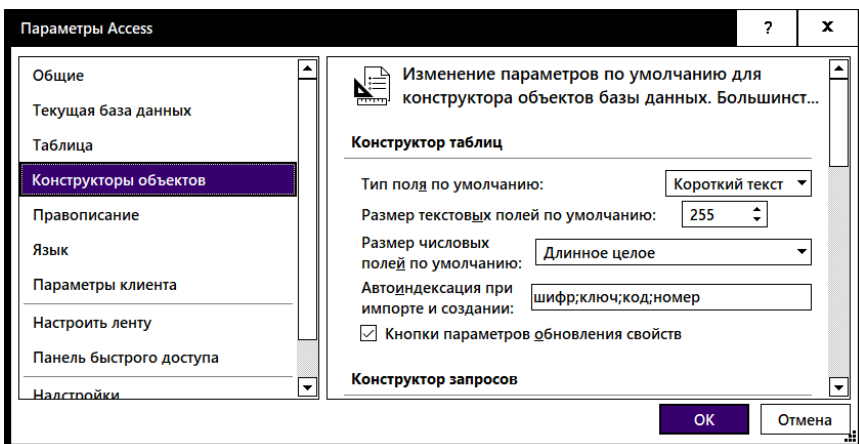 Параметры Access
?
x
Общие
Текущая база данных
Таблица
Конструкторы объектов
Правописание
Язык
Параметры клиента
Настроить ленту
Панель быстрого доступа
Надстройки
Изменение параметров по умолчанию для
конструктора объектов базы данных. Большинст...
Конструктор таблиц
Тип поля по умолчанию: Короткий текст
Размер текстовых полей по умолчанию: 255
Размер числовых
полей по умолчанию: Длинное целое
Автоиндексация при
импорте и создании: шифр;ключ;код;номер
Кнопки параметров обновления свойств
Конструктор запросов
ОК
Отмена